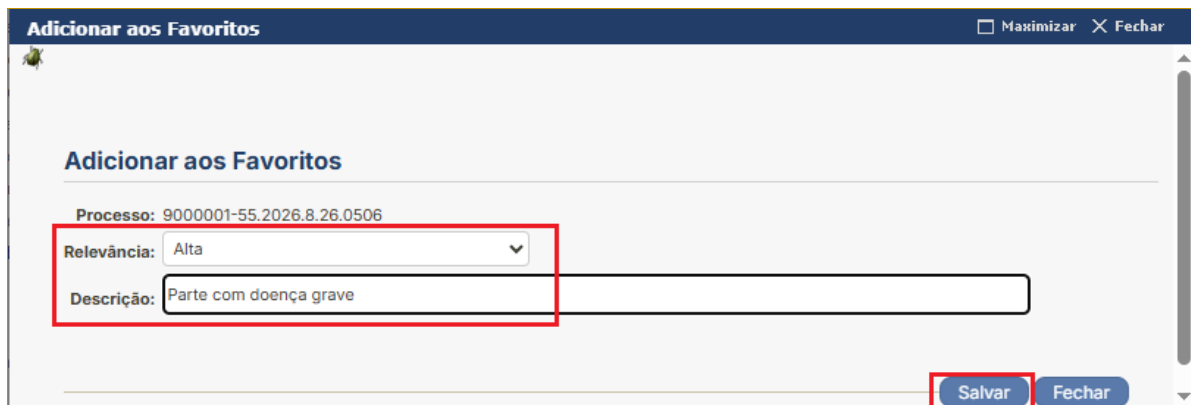 Adicionar aos Favoritos Maximizar Fechar
Adicionar aos Favoritos
Processo: 9000001-55.2026.8.26.0506
Relevância: Alta
Descrição: Parte com doença grave
Salvar Fechar